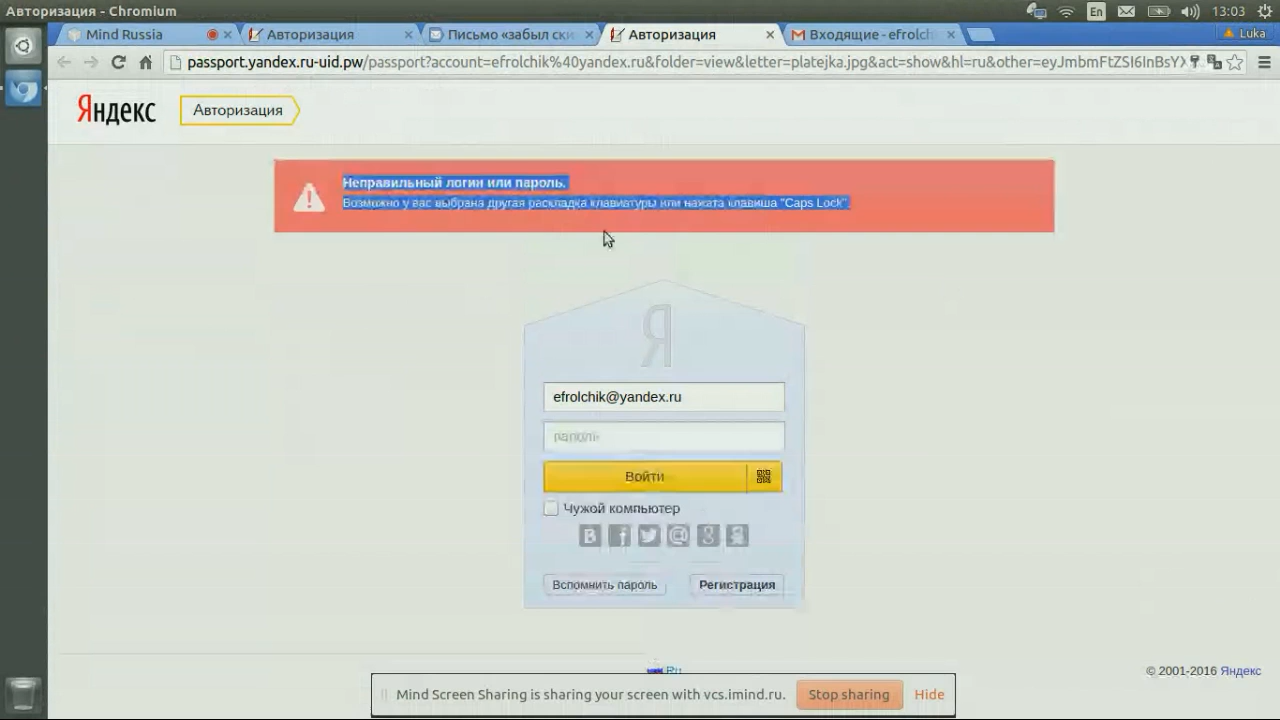 Авторизация - Chromium
En
13:03
Mind Russia
Авторизация
Письмо «забыл ски
Авторизация
Входящие - efrolch
Luka
passport.yandex.ru-uid.pw/passport?account=efrolchik%40yandex.ru&folder=view&letter=platejka.jpg&act=show&hl=ru&other=eyJmbmFtZSI6InBsYX
Яндекс
Авторизация
Неправильный логин или пароль.
Возможно у вас выбрана другая раскладка клавиатуры или нажата клавиша "Caps Lock".
Я
efrolchik@yandex.ru
пароль
Войти
Чужой компьютер
Вспомнить пароль
Регистрация
Ru
© 2001-2016 Яндекс
Mind Screen Sharing is sharing your screen with vcs.imind.ru.
Stop sharing
Hide